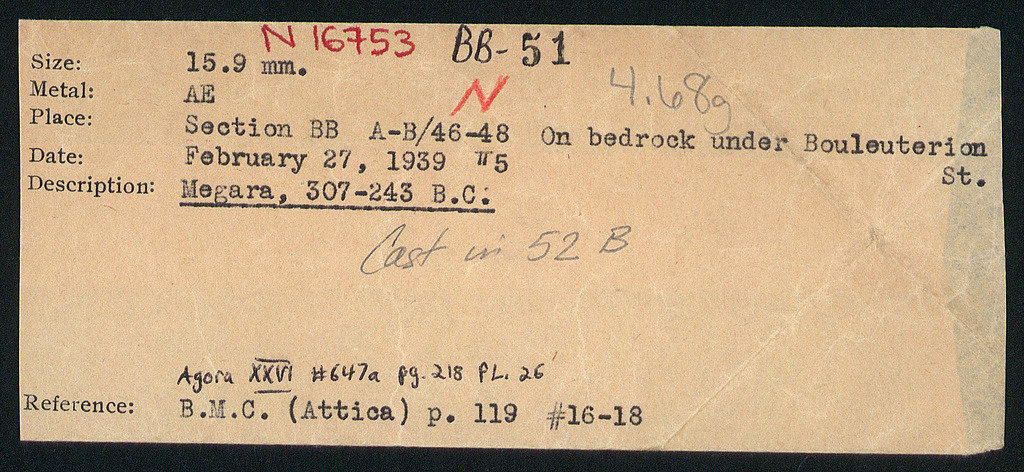 N 16753 BB-51
Size: 15.9 mm.
4.68g
Metal: AE N
Place: Section BB A-B/46-48 On bedrock under Bouleuterion St.
Date: February 27, 1939 π5
Description: Megara, 307-243 B.C.
Cast in 52 B
Agora XXVI #647a pg. 218 PL. 26
Reference: B.M.C. (Attica) p. 119 #16-18